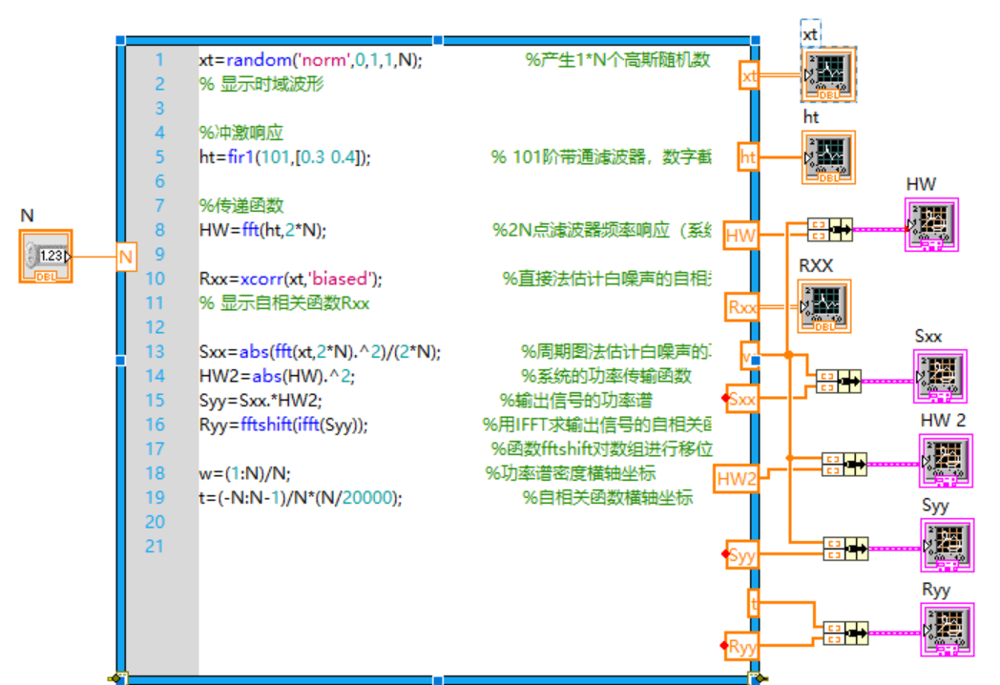 xt
1 xt=random('norm',0,1,1,N); %产生1*N个高斯随机数
2 % 显示时域波形
xt
DBL
3
ht
4 %冲激响应
5 ht=fir1(101,[0.3 0.4]); % 101阶带通滤波器，数字截
ht
DBL
6
7 %传递函数
HW
N
8 HW=fft(ht,2*N); %2N点滤波器频率响应（系统
HW
9
N
1.23
DBL
RXX
10 Rxx=xcorr(xt,'biased'); %直接法估计白噪声的自相关
11 % 显示自相关函数Rxx
Rxx
DBL
12
Sxx
13 Sxx=abs(fft(xt,2*N).^2)/(2*N); %周期图法估计白噪声的
w
14 HW2=abs(HW).^2; %系统的功率传输函数
15 Syy=Sxx.*HW2; %输出信号的功率谱
Sxx
HW 2
16 Ryy=fftshift(ifft(Syy)); %用IFFT求输出信号的自相关函
17 %函数fftshift对数组进行移位
18 w=(1:N)/N; %功率谱密度横轴坐标
HW2
19 t=(-N:N-1)/N*(N/20000); %自相关函数横轴坐标
Syy
20
21
Syy
Ryy
t
Ryy